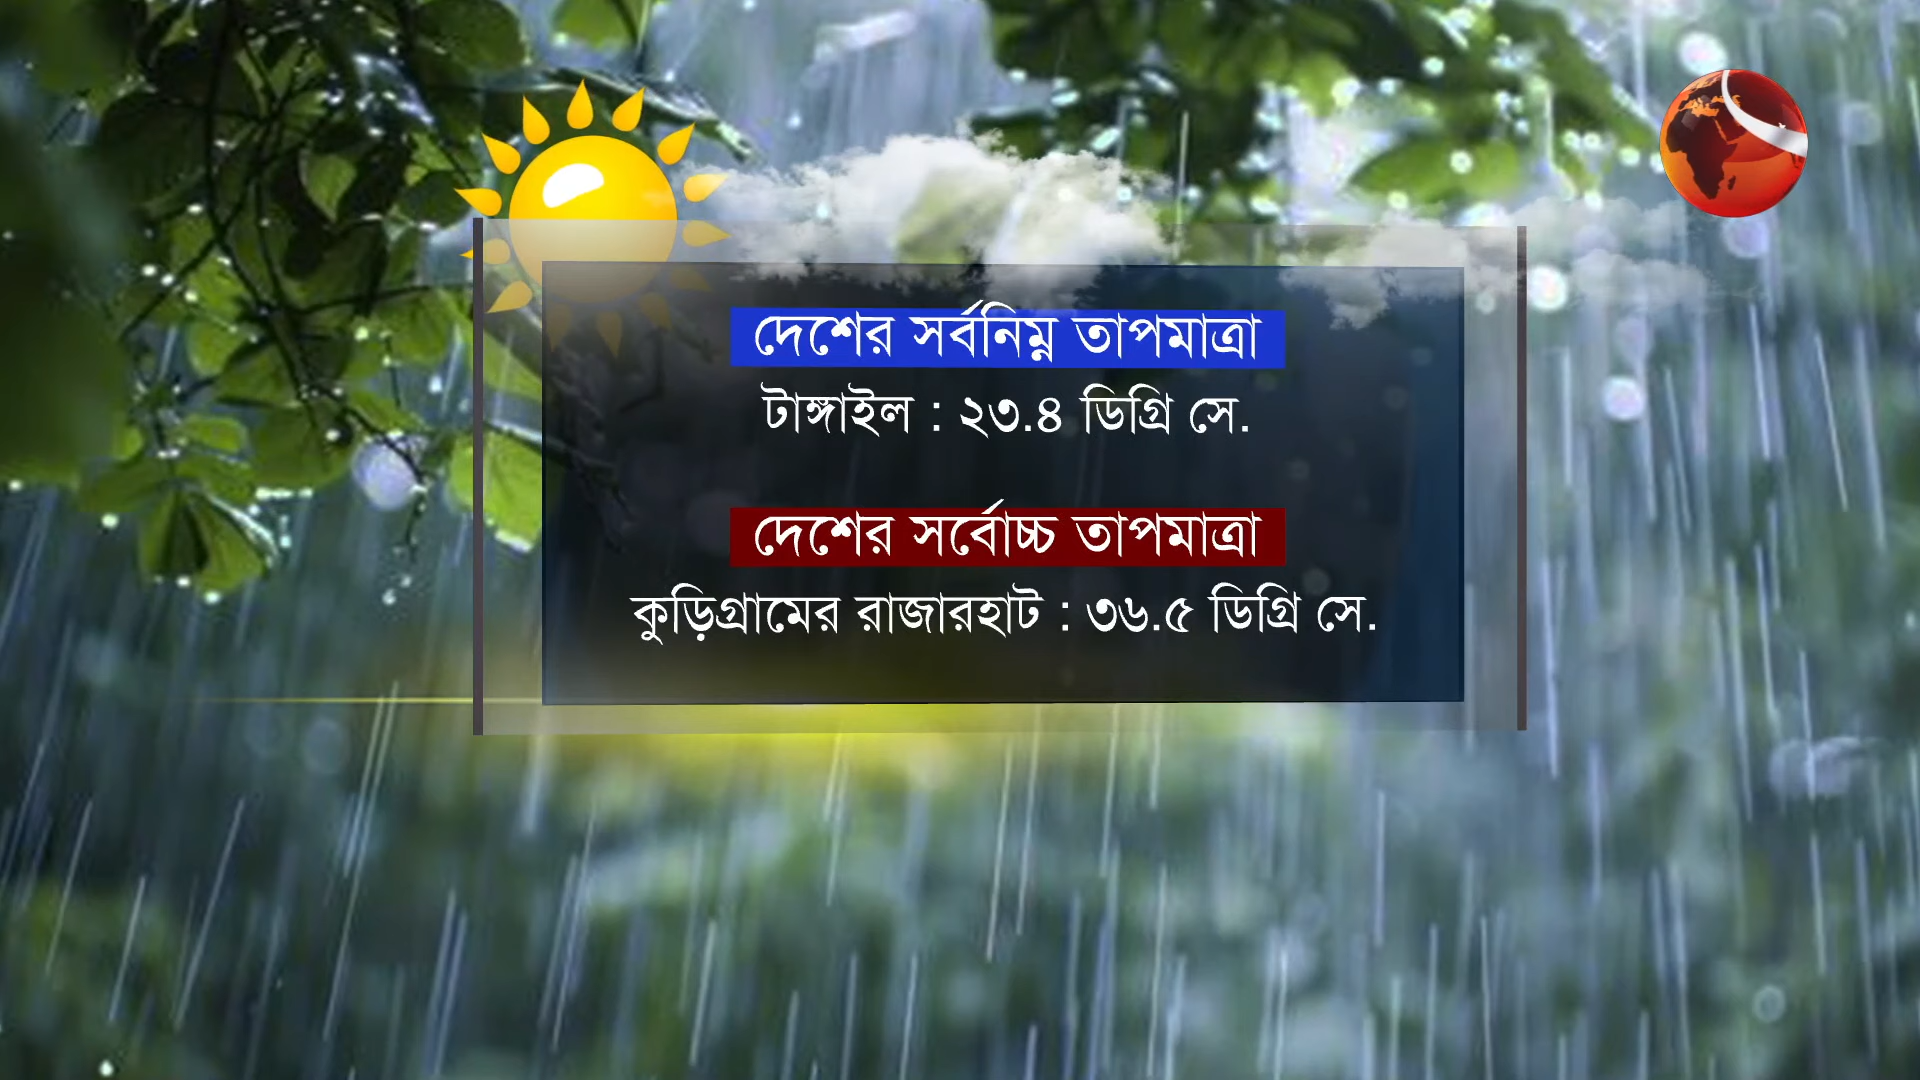 দেশের সর্বনিম্ন তাপমাত্রা
টাঙ্গাইল : ২৩.৪ ডিগ্রি সে.
দেশের সর্বোচ্চ তাপমাত্রা
কুড়িগ্রামের রাজারহাট : ৩৬.৫ ডিগ্রি সে.